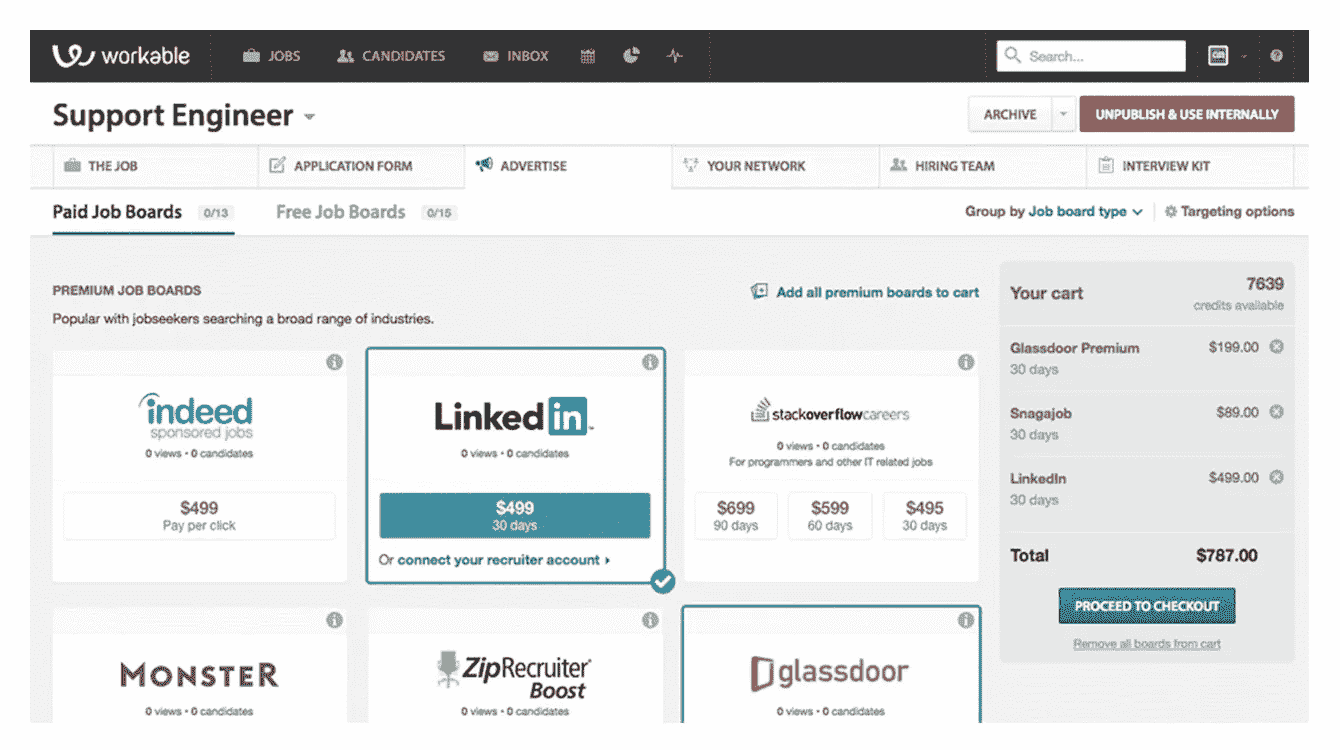 workable
JOBS
CANDIDATES
INBOX
Search...
Support Engineer
ARCHIVE
UNPUBLISH & USE INTERNALLY
THE JOB
APPLICATION FORM
ADVERTISE
YOUR NETWORK
HIRING TEAM
INTERVIEW KIT
Paid Job Boards 0/13
Free Job Boards 0/15
Group by Job board type
Targeting options
PREMIUM JOB BOARDS
Add all premium boards to cart
Popular with jobseekers searching a broad range of industries.
indeed
sponsored jobs
0 views • 0 candidates
$499
Pay per click
Linked in
0 views • 0 candidates
$499
30 days
Or connect your recruiter account
stackoverflowcareers
0 views • 0 candidates
For programmers and other IT related jobs
$699
90 days
$599
60 days
$495
30 days
MONSTER
0 views • 0 candidates
ZipRecruiter
Boost
0 views • 0 candidates
glassdoor
0 views • 0 candidates
Your cart
7639
credits available
Glassdoor Premium $199.00
30 days
Snagajob $89.00
30 days
LinkedIn $499.00
30 days
Total $787.00
PROCEED TO CHECKOUT
Remove all boards from cart